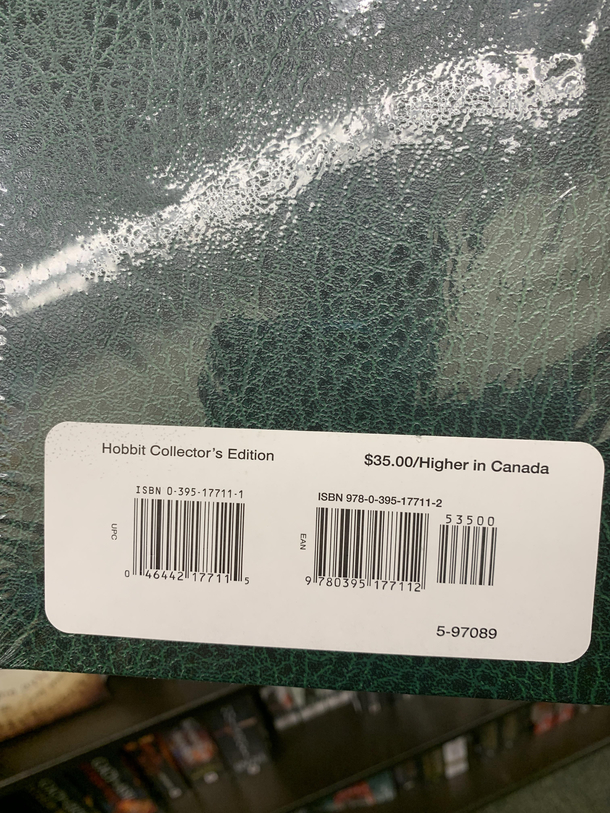 Hobbit Collector's Edition
$35.00/Higher in Canada
ISBN 0-395-17711-1
UPC
0 46442 17711 5
ISBN 978-0-395-17711-2
53500
EAN
9 780395 177112
5-97089